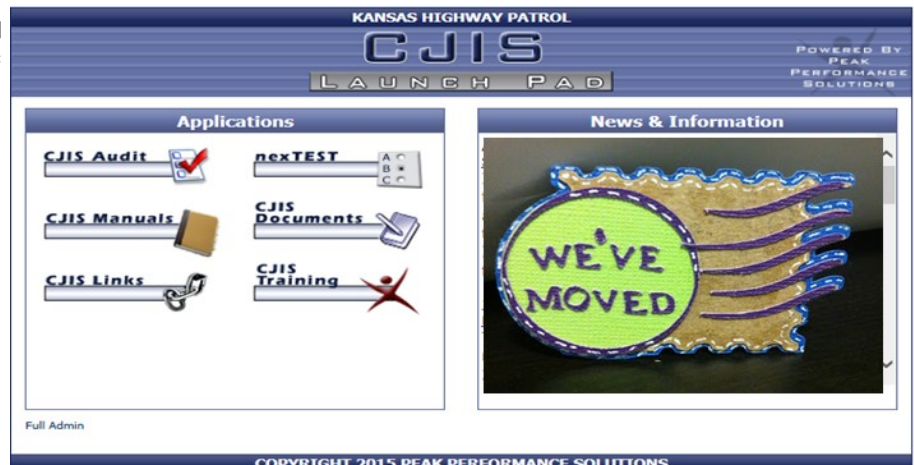 KANSAS HIGHWAY PATROL
CJIS
LAUNCH PAD
POWERED BY
PEAK
PERFORMANCE
SOLUTIONS
Applications
CJIS Audit
nexTEST
A
B
C
CJIS Manuals
CJIS
Documents
CJIS Links
CJIS
Training
News & Information
WE'VE
MOVED
Full Admin
COPYRIGHT 2015 PEAK PERFORMANCE SOLUTIONS